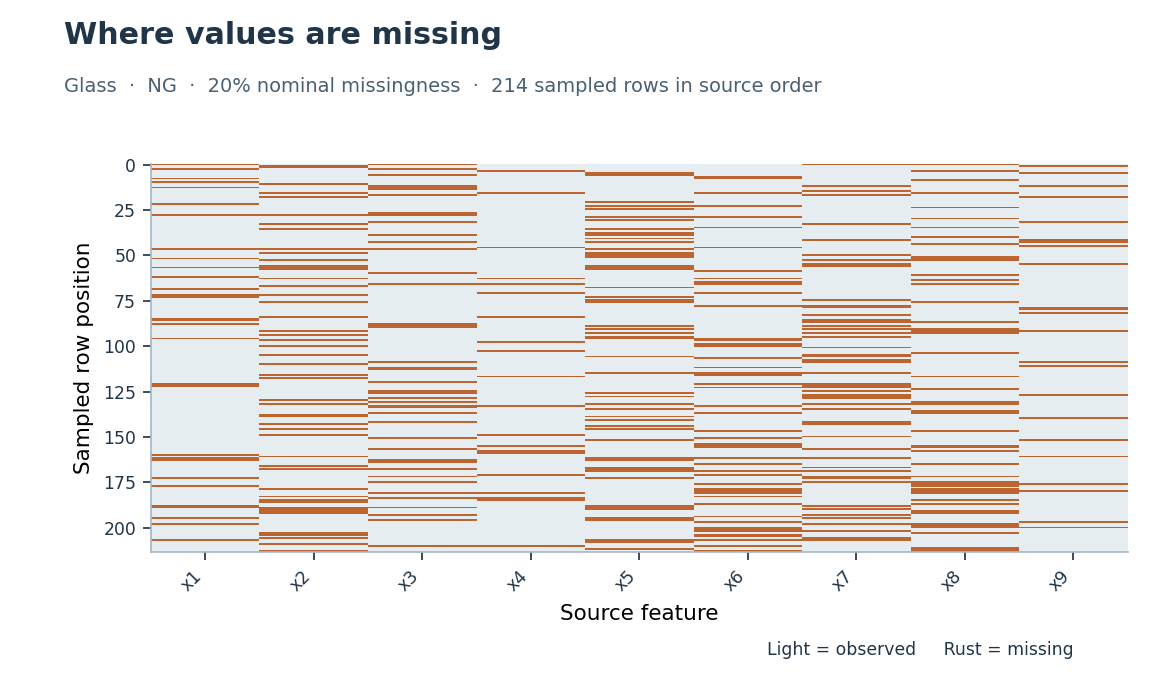 Where values are missing
Glass · NG · 20% nominal missingness · 214 sampled rows in source order
0
25
50
75
100
125
150
175
200
Sampled row position
x1 x2 x3 x4 x5 x6 x7 x8 x9
Source feature
Light = observed Rust = missing